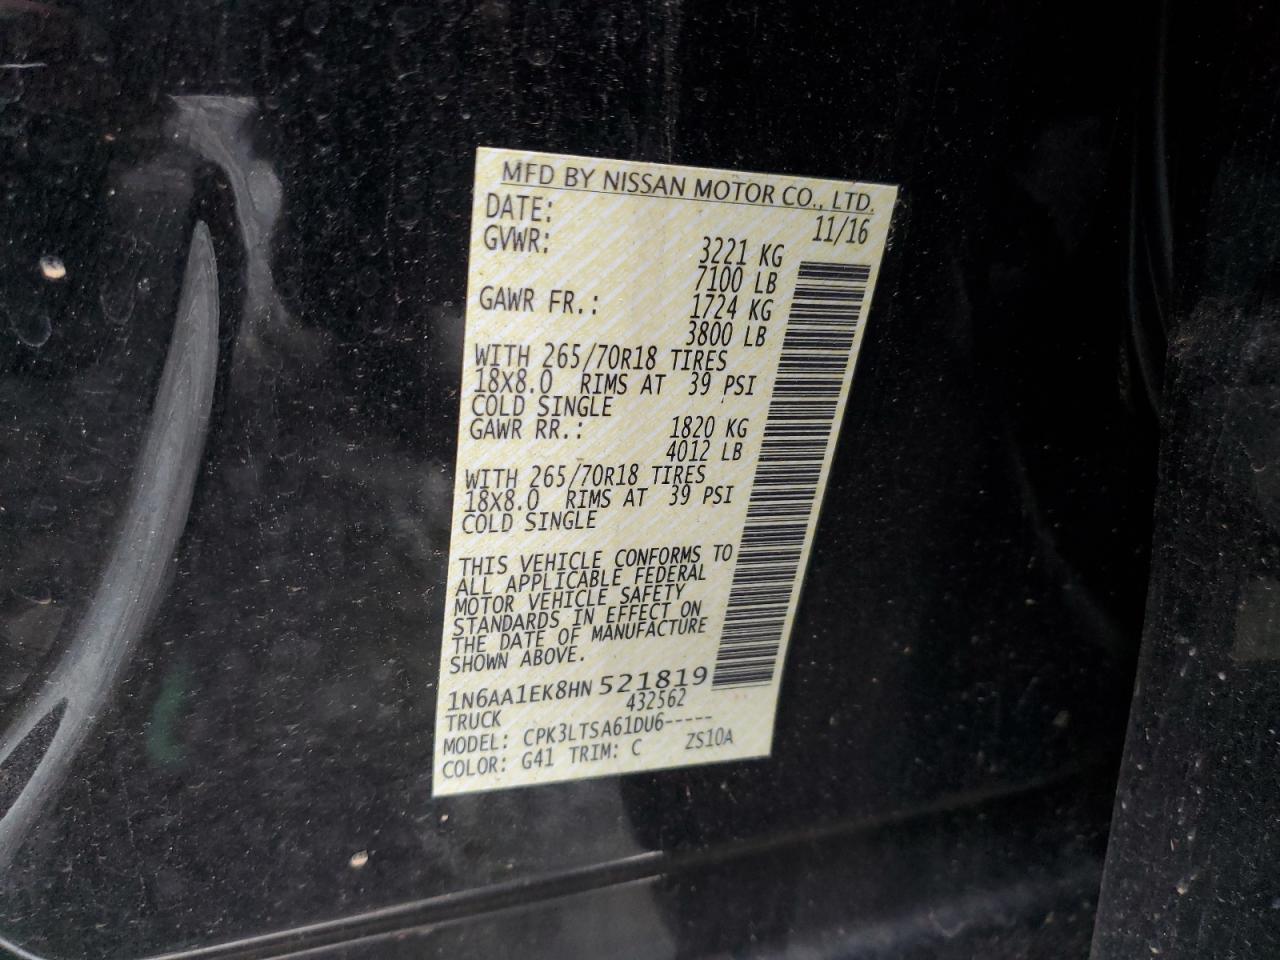 MFD BY NISSAN MOTOR CO., LTD.
DATE: 11/16
GVWR: 3221 KG
7100 LB
GAWR FR.: 1724 KG
3800 LB
WITH 265/70R18 TIRES
18X8.0 RIMS AT 39 PSI
COLD SINGLE
GAWR RR.: 1820 KG
4012 LB
WITH 265/70R18 TIRES
18X8.0 RIMS AT 39 PSI
COLD SINGLE
THIS VEHICLE CONFORMS TO
ALL APPLICABLE FEDERAL
MOTOR VEHICLE SAFETY
STANDARDS IN EFFECT ON
THE DATE OF MANUFACTURE
SHOWN ABOVE.
1N6AA1EK8HN 521819
TRUCK 432562
MODEL: CPK3LTSA61DU6-----
COLOR: G41 TRIM: C ZS10A